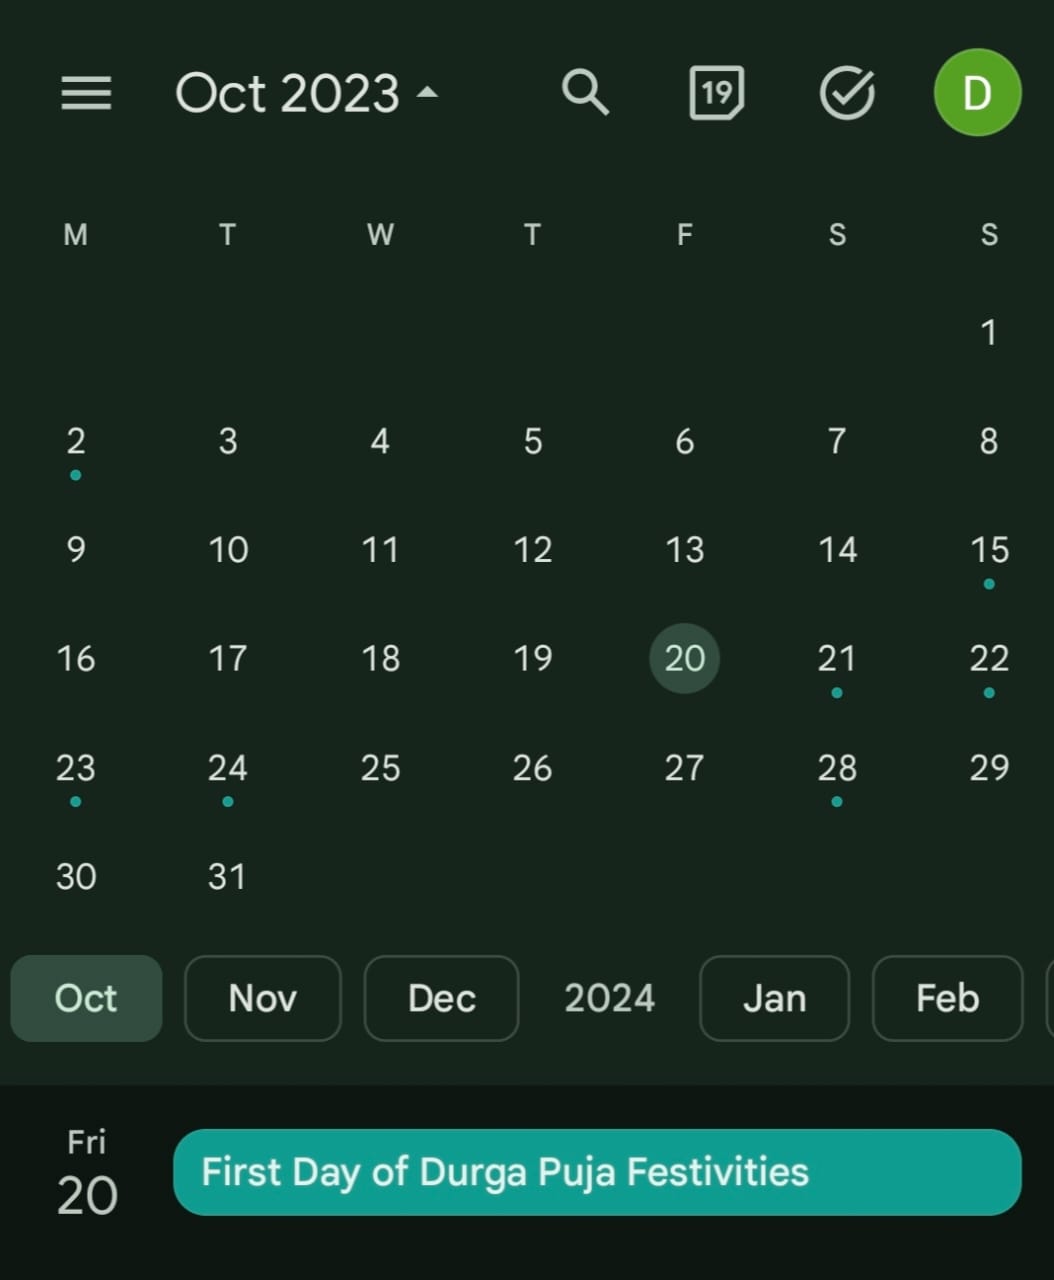 Oct 2023 19 D
M T W T F S S
1
2 3 4 5 6 7 8
9 10 11 12 13 14 15
16 17 18 19 20 21 22
23 24 25 26 27 28 29
30 31
Oct Nov Dec 2024 Jan Feb
Fri
20
First Day of Durga Puja Festivities